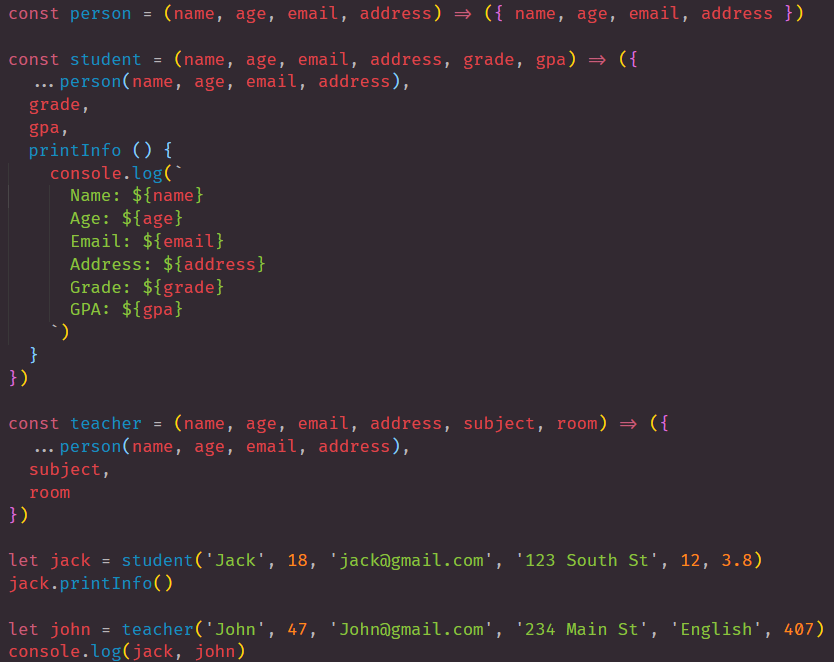 const person = (name, age, email, address) => ({ name, age, email, address })
const student = (name, age, email, address, grade, gpa) => ({
  ...person(name, age, email, address),
  grade,
  gpa,
  printInfo () {
    console.log(`
      Name: ${name}
      Age: ${age}
      Email: ${email}
      Address: ${address}
      Grade: ${grade}
      GPA: ${gpa}
    `)
  }
})
const teacher = (name, age, email, address, subject, room) => ({
  ...person(name, age, email, address),
  subject,
  room
})
let jack = student('Jack', 18, 'jack@gmail.com', '123 South St', 12, 3.8)
jack.printInfo()
let john = teacher('John', 47, 'John@gmail.com', '234 Main St', 'English', 407)
console.log(jack, john)